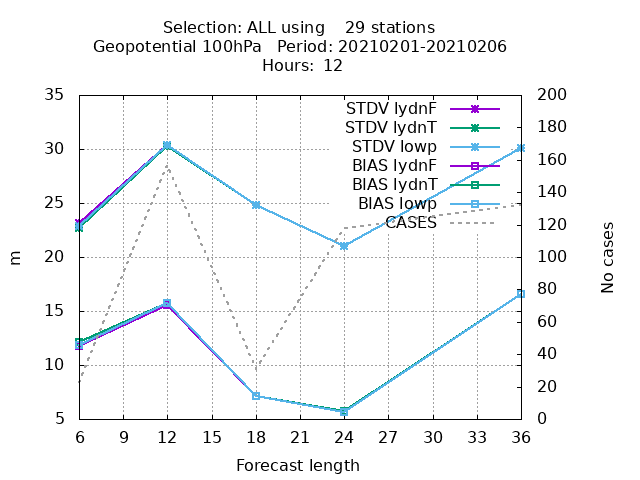 Selection: ALL using    29 stations
Geopotential 100hPa   Period: 20210201-20210206
Hours: 12
35
30
25
20
15
10
5
m
200
180
160
140
120
100
80
60
40
20
0
No cases
STDV lydnF
STDV lydnT
STDV lowp
BIAS lydnF
BIAS lydnT
BIAS lowp
CASES
6 9 12 15 18 21 24 27 30 33 36
Forecast length